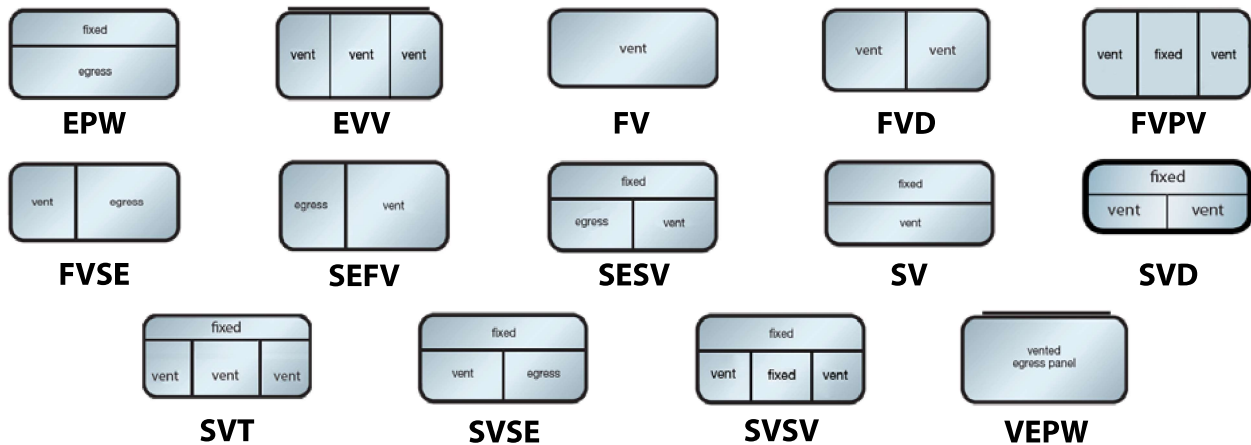 fixed
egress
EPW
vent vent vent
EVV
vent
FV
vent vent
FVD
vent fixed vent
FVPV
vent egress
FVSE
egress vent
SEFV
fixed
egress vent
SESV
fixed
vent
SV
fixed
vent vent
SVD
fixed
vent vent vent
SVT
fixed
vent egress
SVSE
fixed
vent fixed vent
SVSV
vented
egress panel
VEPW